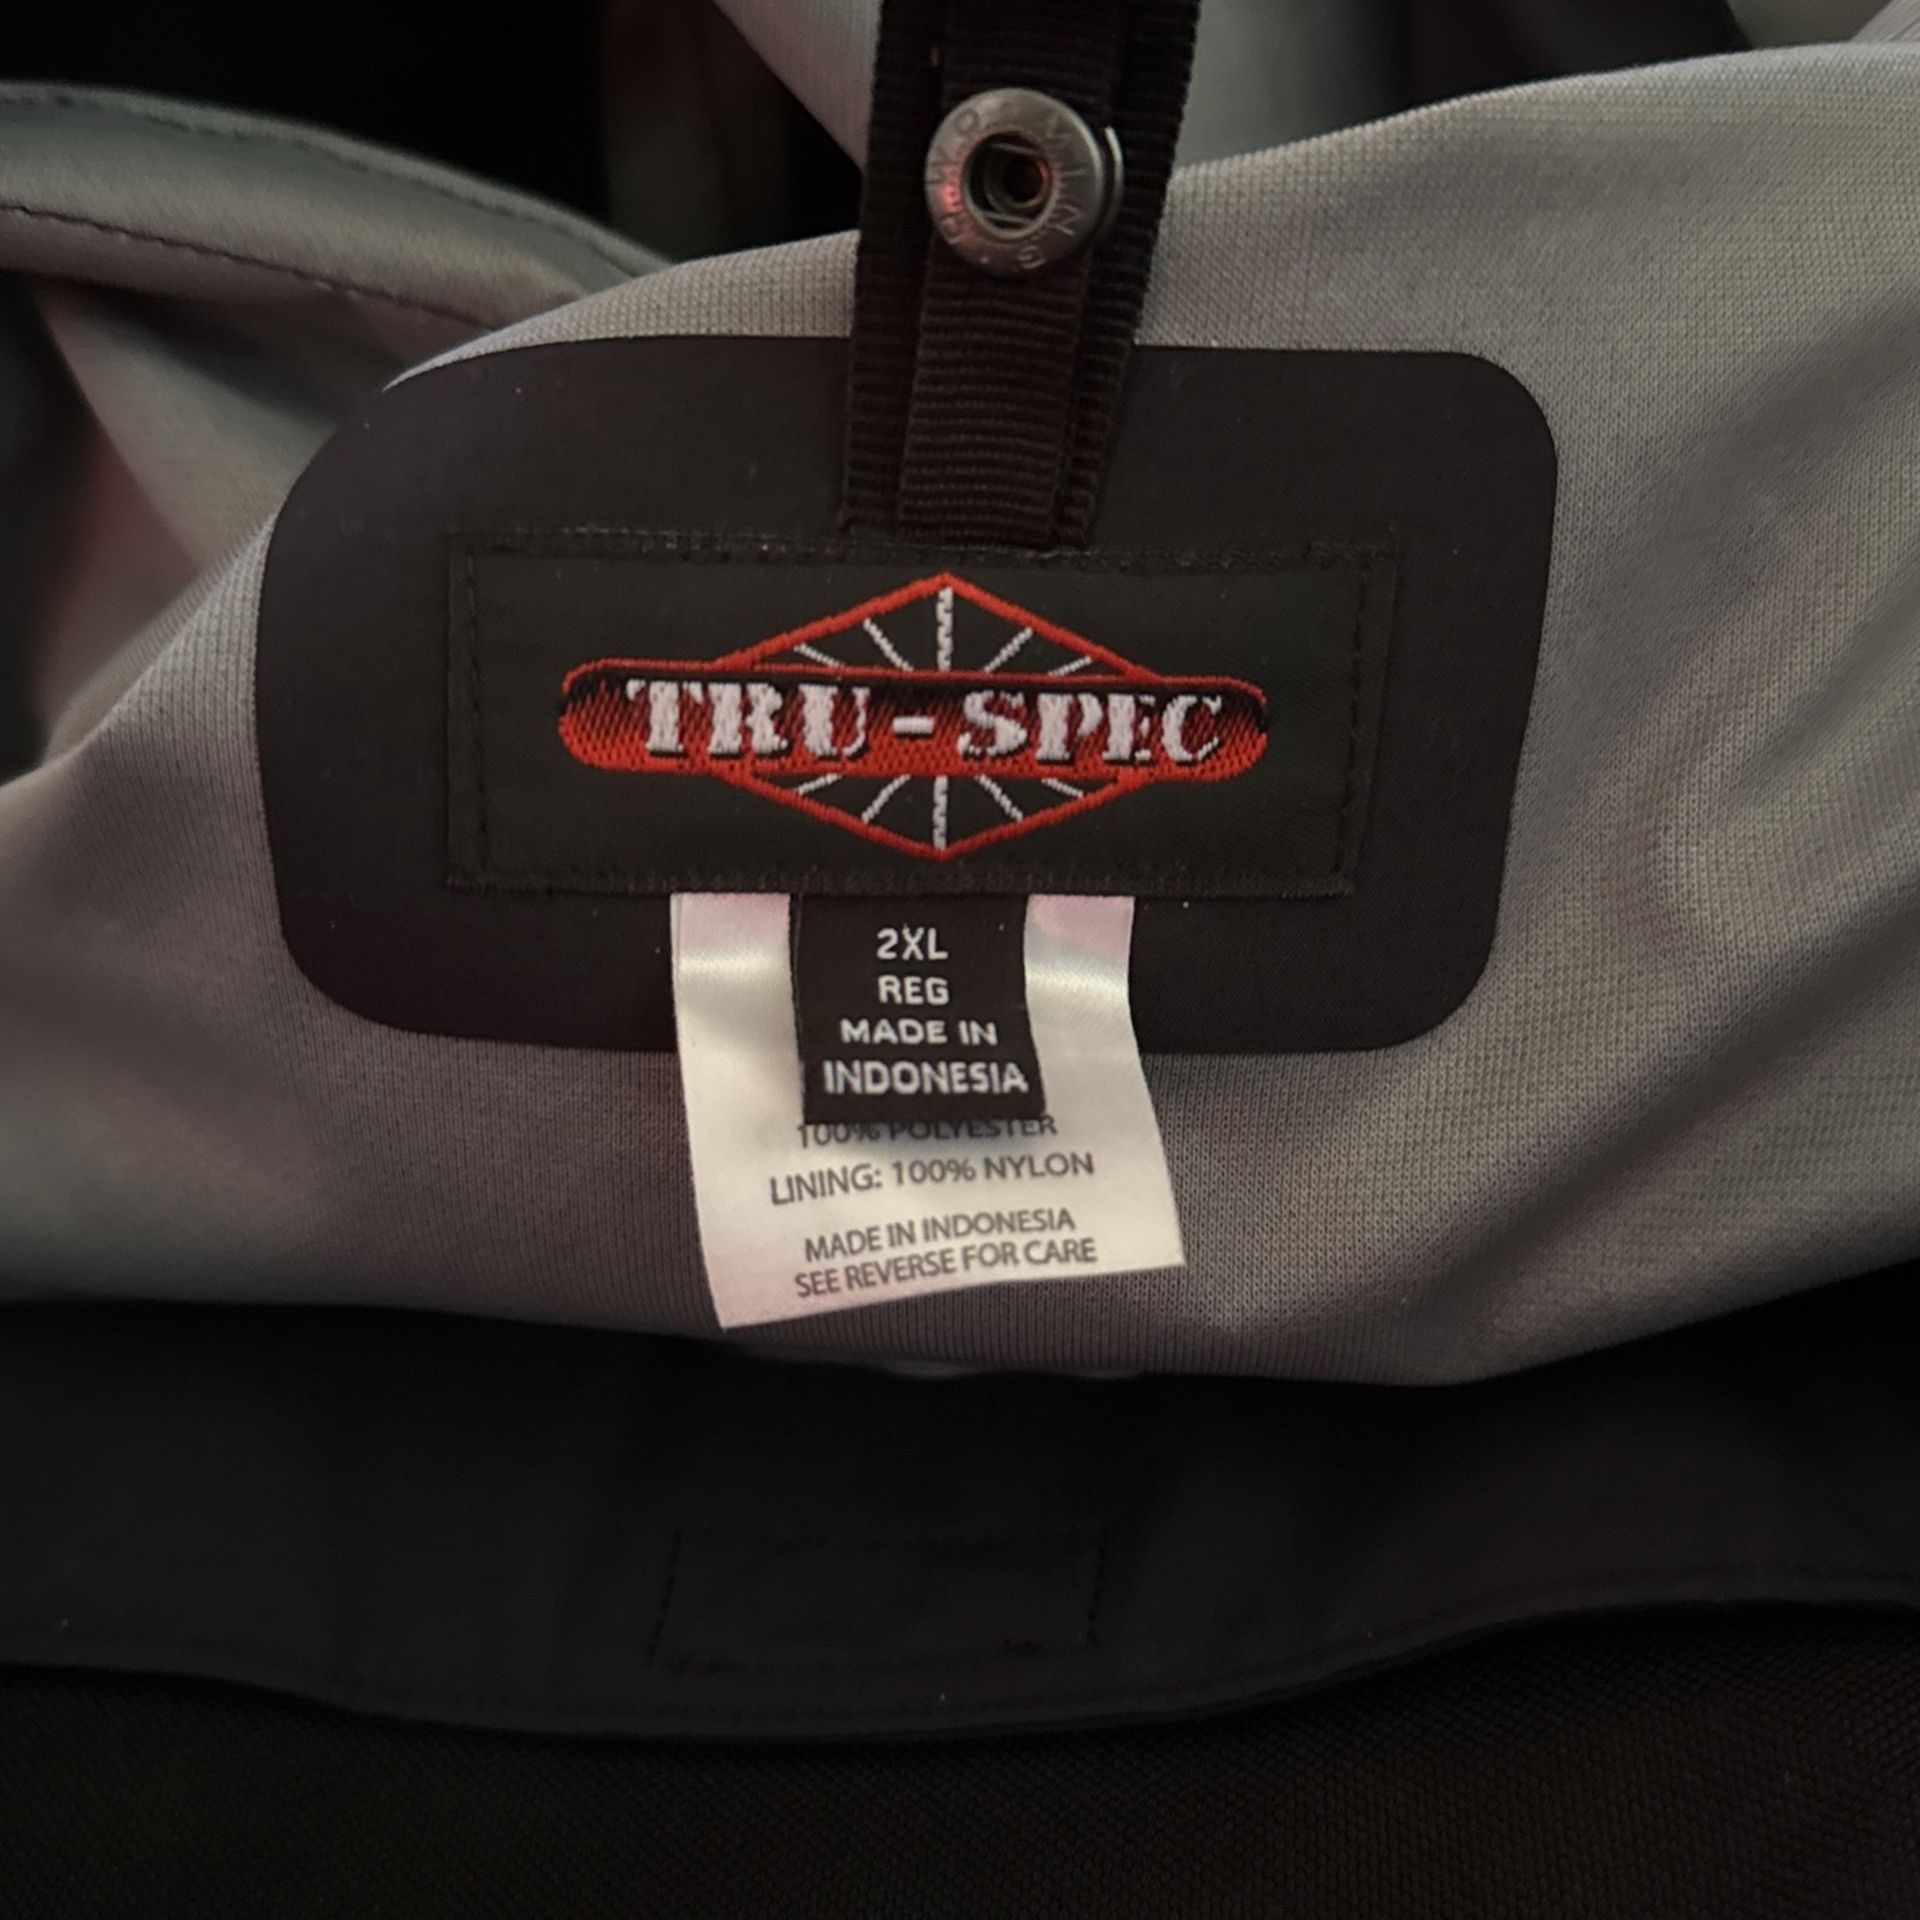 TRU-SPEC
2XL
REG
MADE IN
INDONESIA
100% POLYESTER
LINING: 100% NYLON
MADE IN INDONESIA
SEE REVERSE FOR CARE